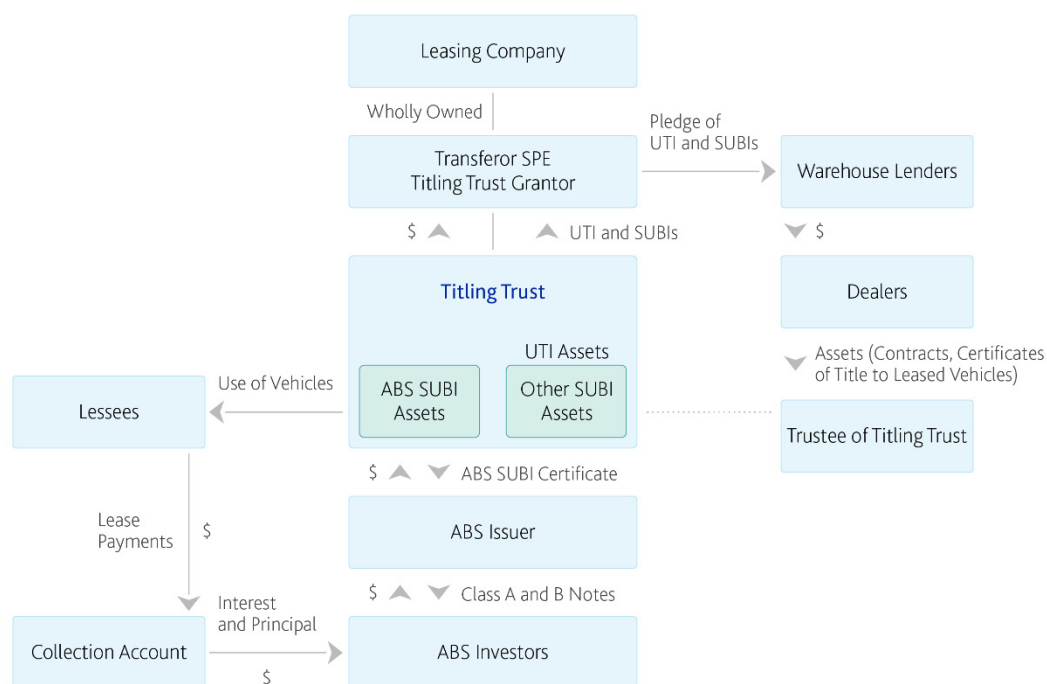 Leasing Company
Wholly Owned
Pledge of
UTI and SUBIs
Transferor SPE
Titling Trust Grantor
Warehouse Lenders
$
UTI and SUBIs
$
Titling Trust
Dealers
UTI Assets
Assets (Contracts, Certificates
of Title to Leased Vehicles)
ABS SUBI
Assets
Other SUBI
Assets
Use of Vehicles
Lessees
Trustee of Titling Trust
$
ABS SUBI Certificate
Lease
Payments
$
ABS Issuer
$
Class A and B Notes
Interest
and Principal
Collection Account
$
ABS Investors